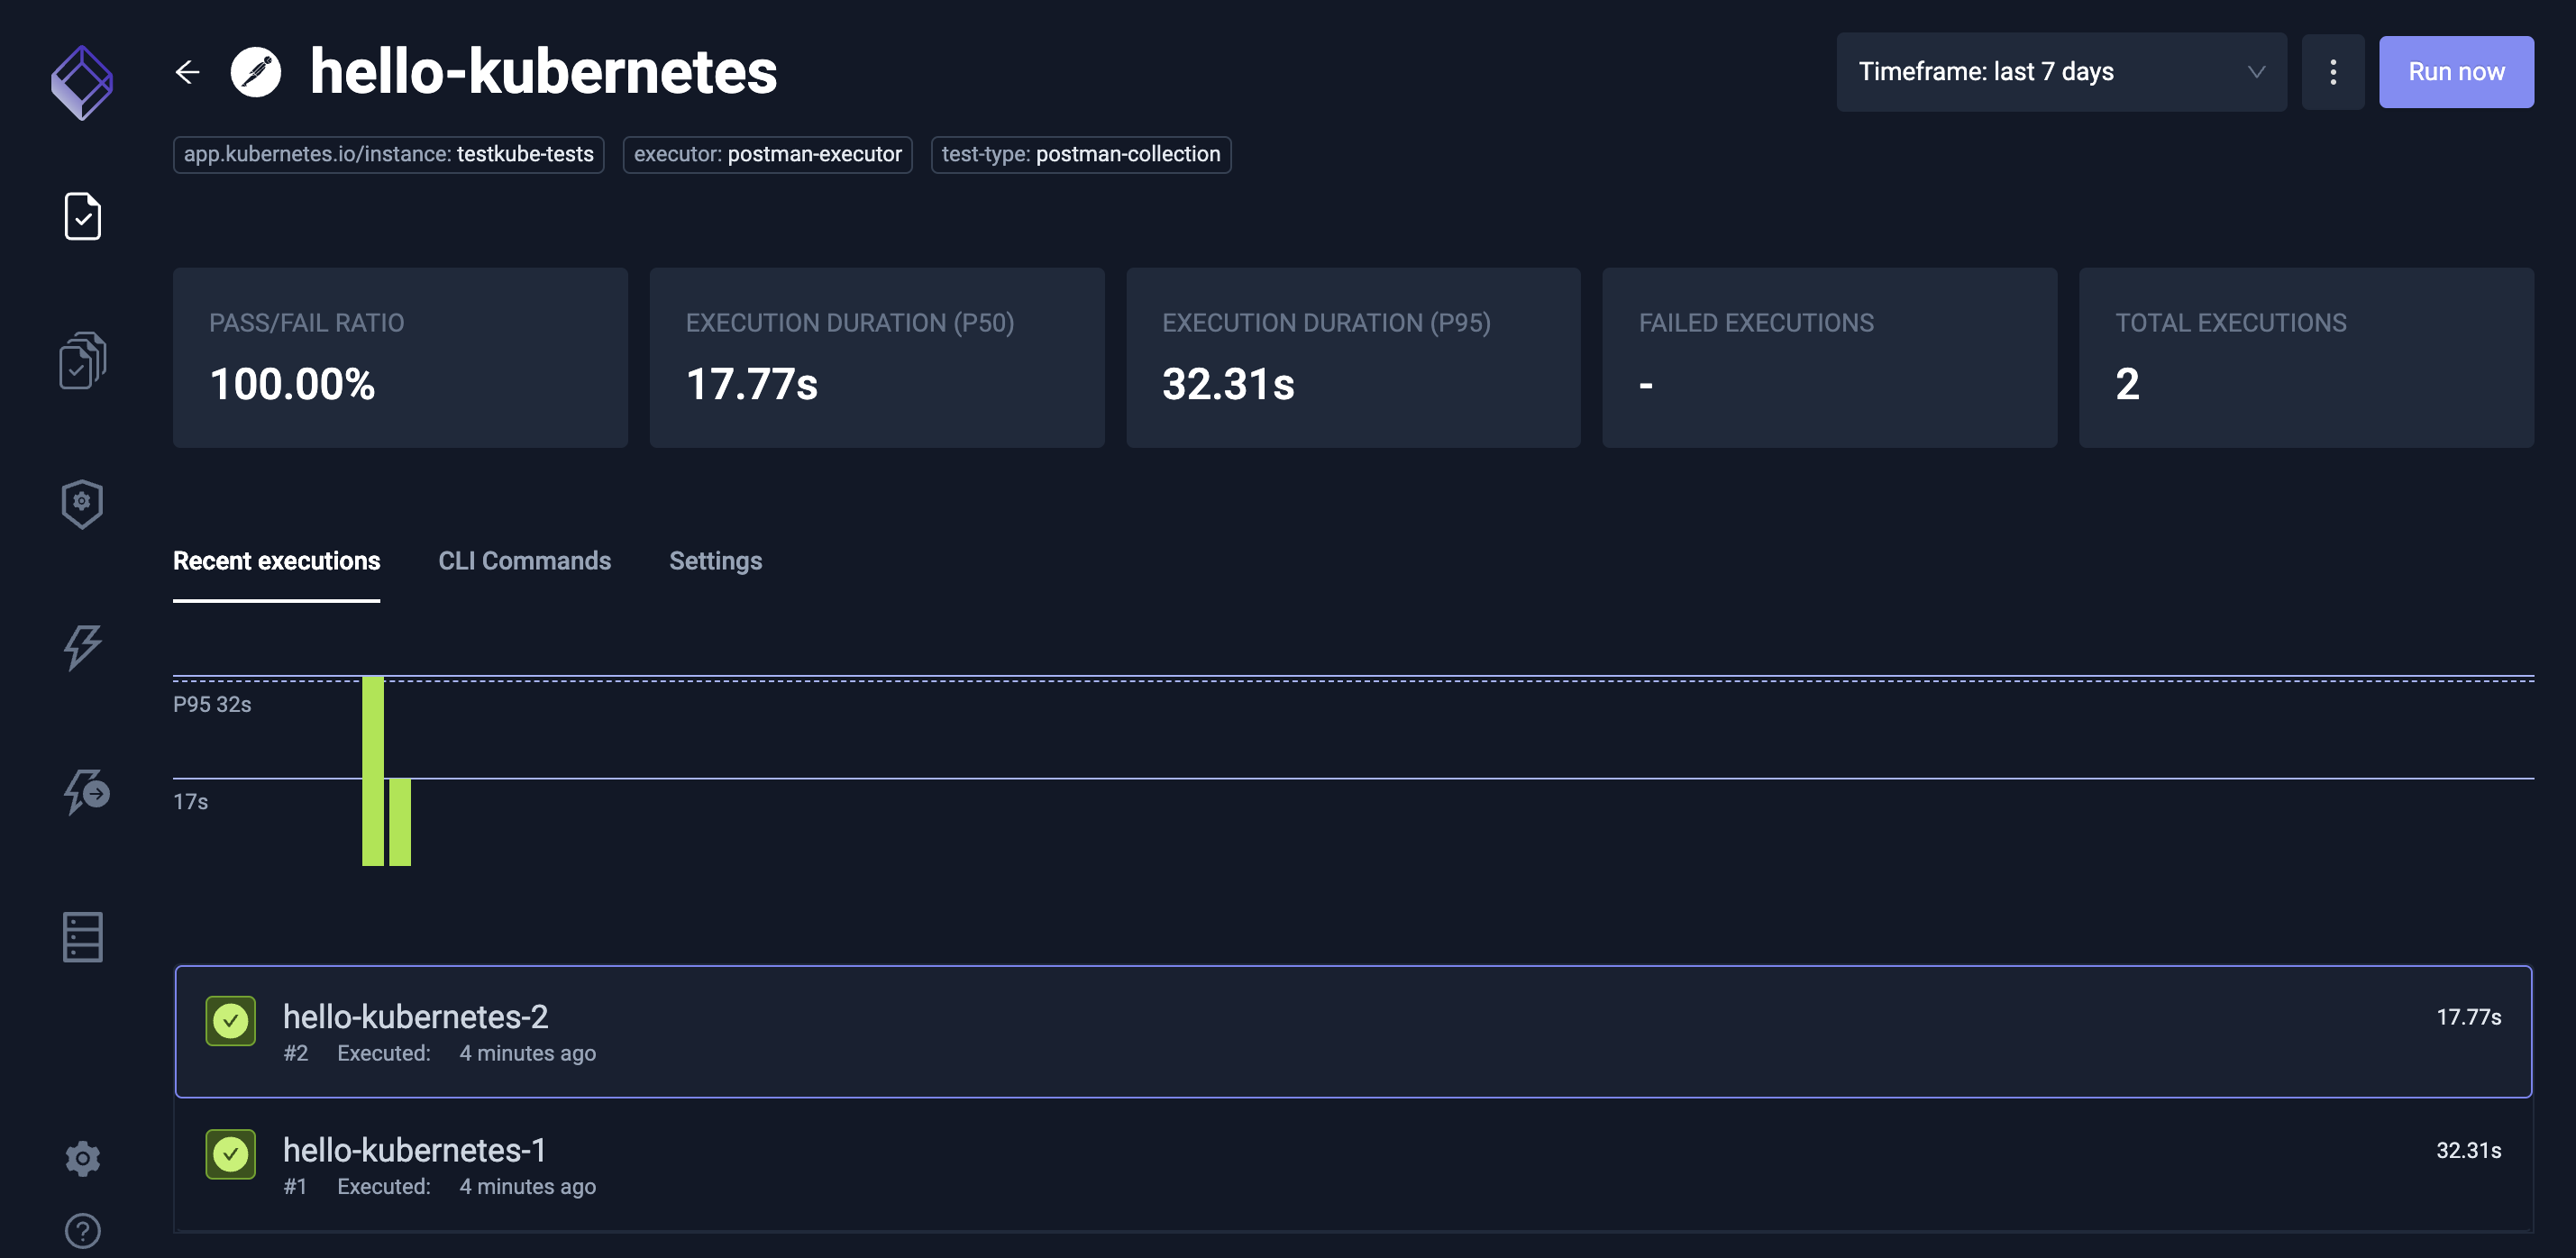 hello-kubernetes
Timeframe: last 7 days
Run now
app.kubernetes.io/instance: testkube-tests
executor: postman-executor
test-type: postman-collection
PASS/FAIL RATIO
100.00%
EXECUTION DURATION (P50)
17.77s
EXECUTION DURATION (P95)
32.31s
FAILED EXECUTIONS
-
TOTAL EXECUTIONS
2
Recent executions
CLI Commands
Settings
P95 32s
17s
hello-kubernetes-2
17.77s
#2 Executed: 4 minutes ago
hello-kubernetes-1
32.31s
#1 Executed: 4 minutes ago